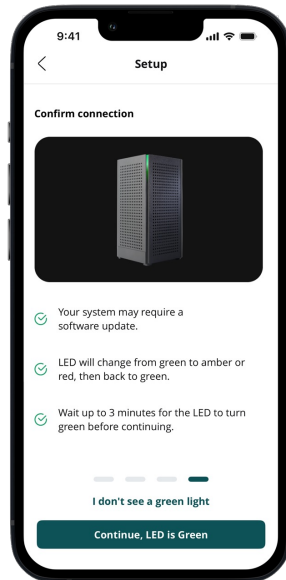 9:41
Setup
Confirm connection
Your system may require a
software update.
LED will change from green to amber or
red, then back to green.
Wait up to 3 minutes for the LED to turn
green before continuing.
I don't see a green light
Continue, LED is Green